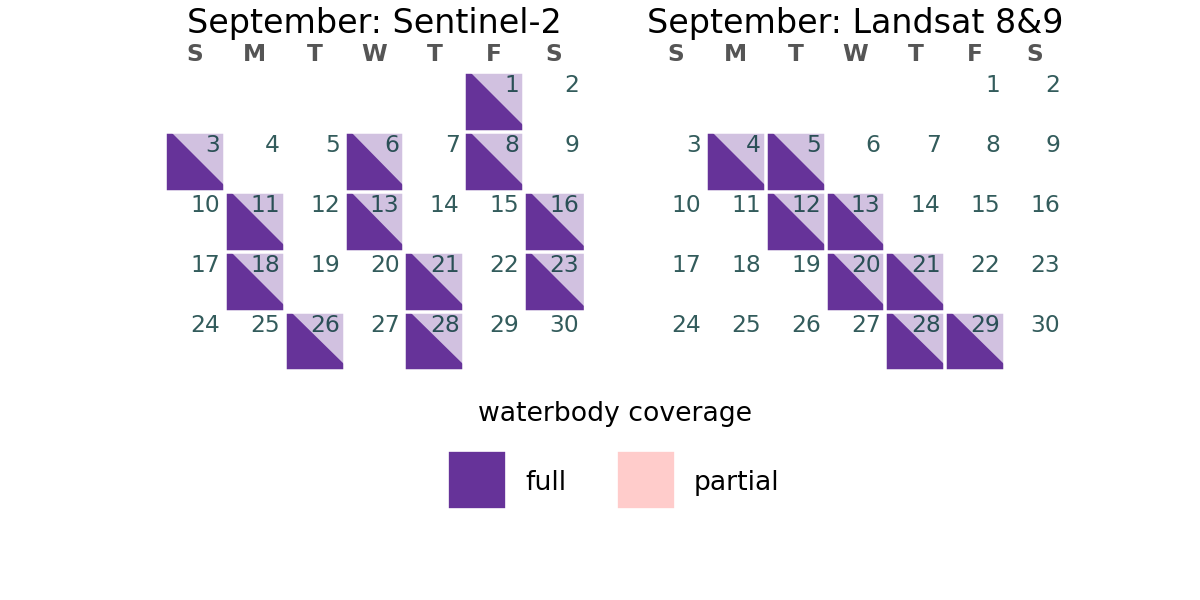 September: Sentinel-2
S M T W T F S
1 2
3 4 5 6 7 8 9
10 11 12 13 14 15 16
17 18 19 20 21 22 23
24 25 26 27 28 29 30
September: Landsat 8&9
S M T W T F S
1 2
3 4 5 6 7 8 9
10 11 12 13 14 15 16
17 18 19 20 21 22 23
24 25 26 27 28 29 30
waterbody coverage
full partial